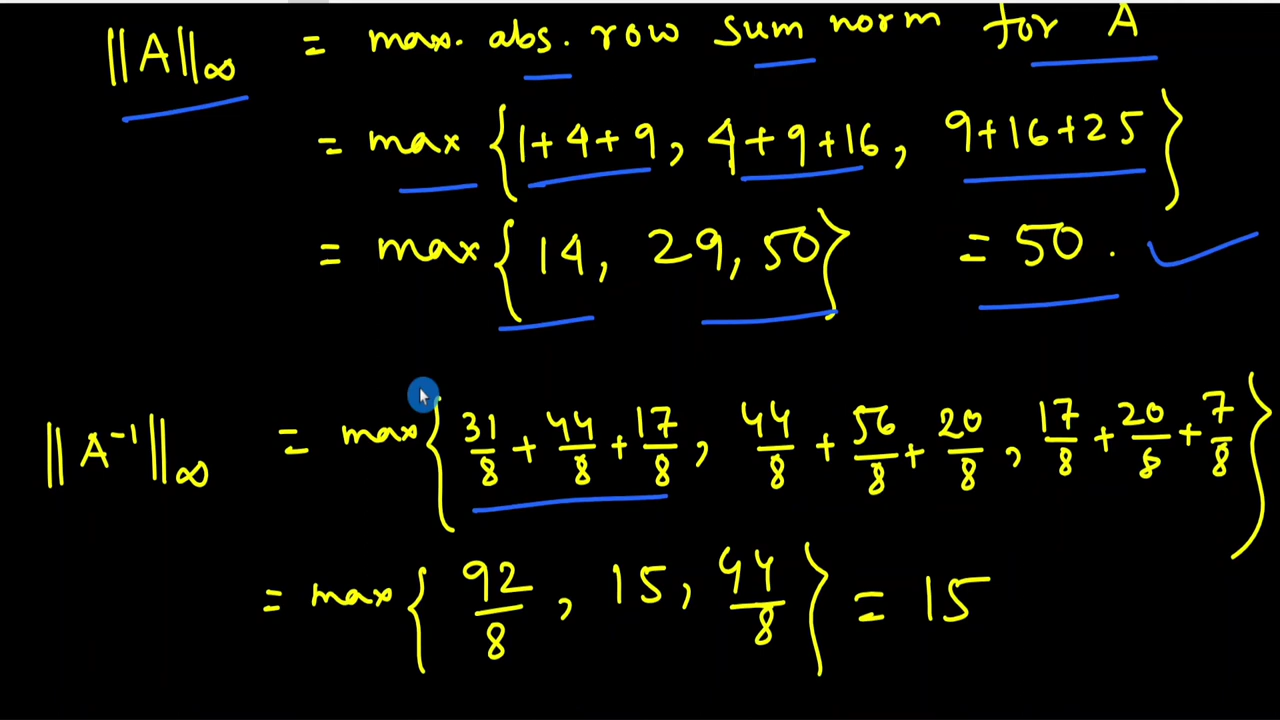 ||A||∞ = max. abs. row sum norm for A
= max {1+4+9, 4+9+16, 9+16+25}
= max {14, 29, 50} = 50.
||A⁻¹||∞ = max {31/8 + 44/8 + 17/8, 44/8 + 56/8 + 20/8, 17/8 + 20/8 + 7/8}
= max {92/8, 15, 44/8} = 15